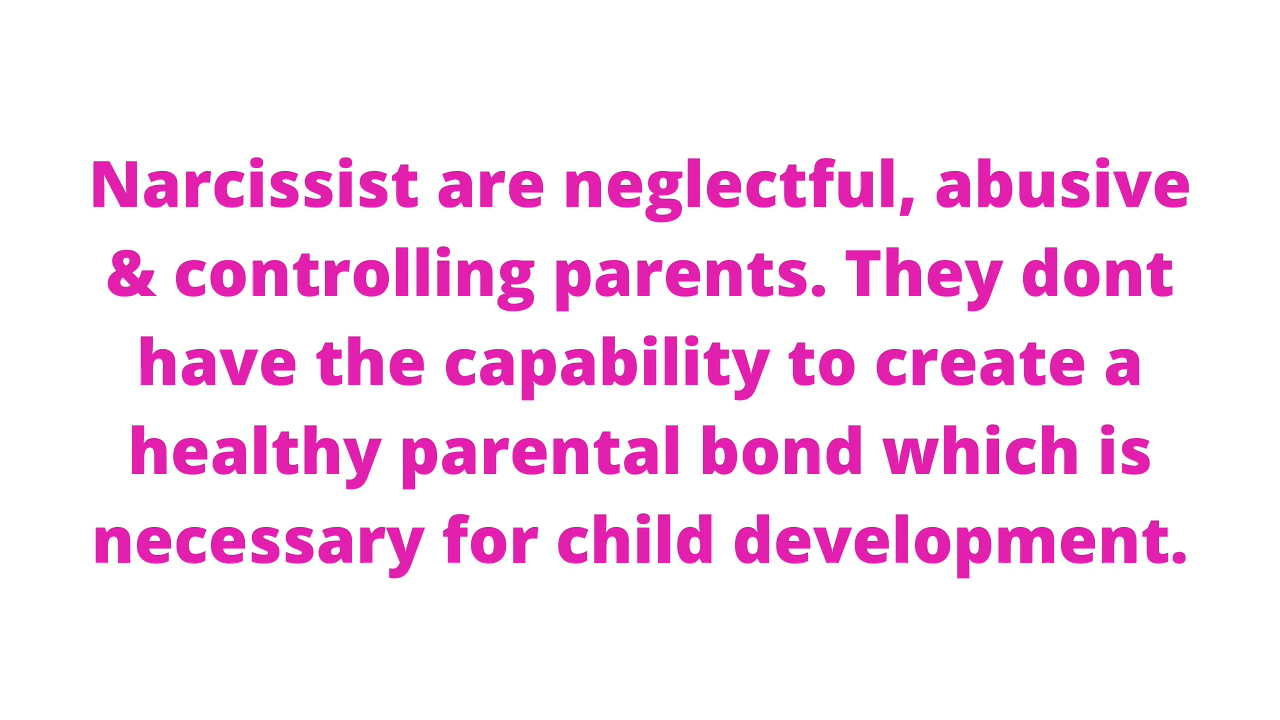 Narcissist are neglectful, abusive
& controlling parents. They dont
have the capability to create a
healthy parental bond which is
necessary for child development.